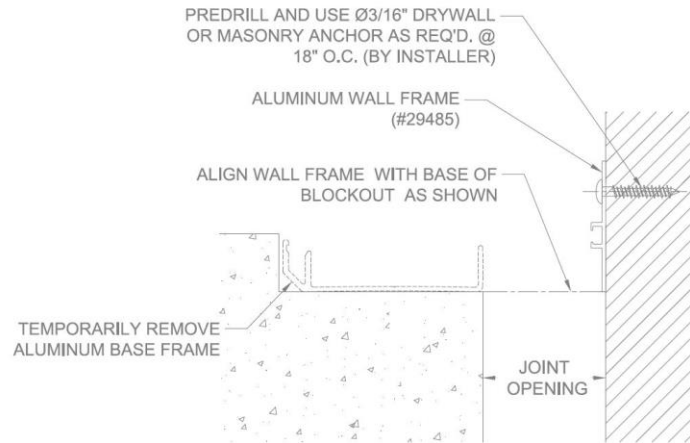 PREDRILL AND USE Ø3/16" DRYWALL
OR MASONRY ANCHOR AS REQ'D. @
18" O.C. (BY INSTALLER)
ALUMINUM WALL FRAME
(#29485)
ALIGN WALL FRAME WITH BASE OF
BLOCKOUT AS SHOWN
TEMPORARILY REMOVE
ALUMINUM BASE FRAME
JOINT
OPENING